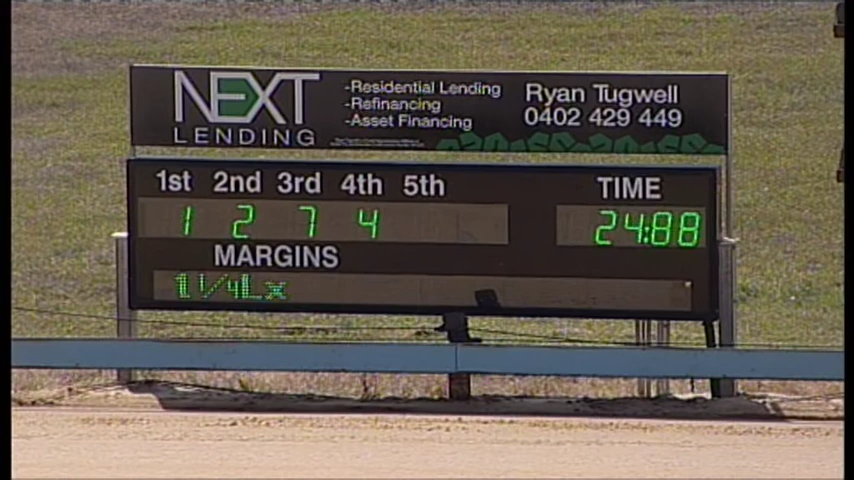 NEXT
LENDING
-Residential Lending
-Refinancing
-Asset Financing
Ryan Tugwell
0402 429 449
1st 2nd 3rd 4th 5th
TIME
1 2 7 4
24:88
MARGINS
1 1/4L